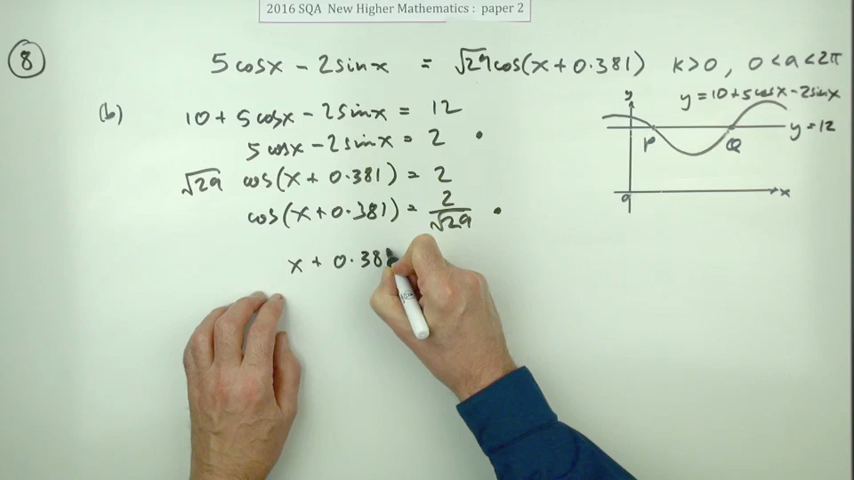 2016 SQA New Higher Mathematics : paper 2
8 5cosx - 2sinx = √29cos(x+0.381) k>0, 0<a<2π
(b) 10+5cosx-2sinx = 12
5cosx-2sinx = 2
√29 cos(x+0.381) = 2
cos(x+0.381) = 2/√29
x + 0.38
y
y=10+5cosx-2sinx
y=12
P Q
x